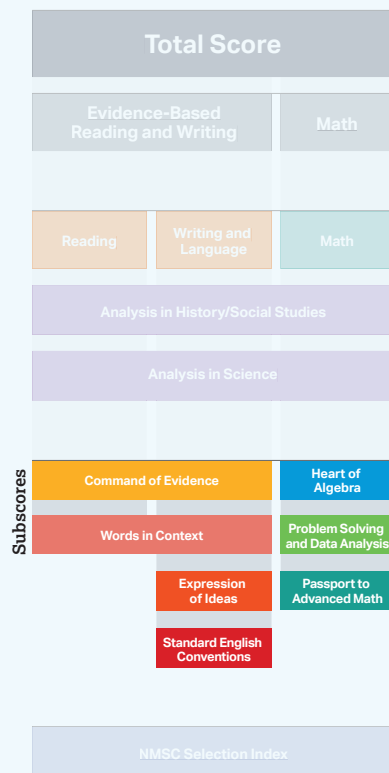 Total Score
Evidence-Based
Reading and Writing
Math
Reading
Writing and
Language
Math
Analysis in History/Social Studies
Analysis in Science
Subscores
Command of Evidence
Heart of
Algebra
Words in Context
Problem Solving
and Data Analysis
Expression
of Ideas
Passport to
Advanced Math
Standard English
Conventions
NMSC Selection Index